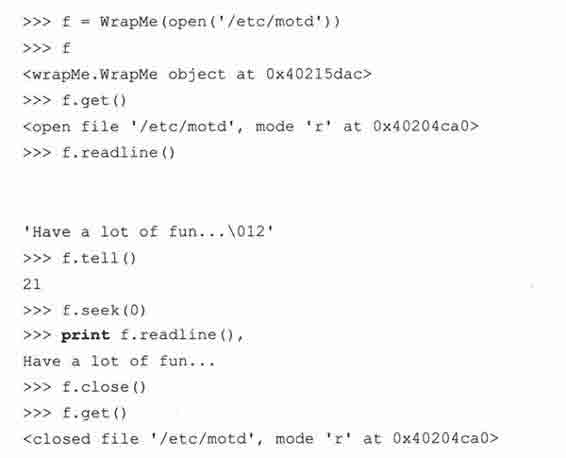 >>> f = WrapMe(open('/etc/motd'))
>>> f
<wrapMe.WrapMe object at 0x40215dac>
>>> f.get()
<open file '/etc/motd', mode 'r' at 0x40204ca0>
>>> f.readline()
'Have a lot of fun...\012'
>>> f.tell()
21
>>> f.seek(0)
>>> print f.readline(),
Have a lot of fun...
>>> f.close()
>>> f.get()
<closed file '/etc/motd', mode 'r' at 0x40204ca0>